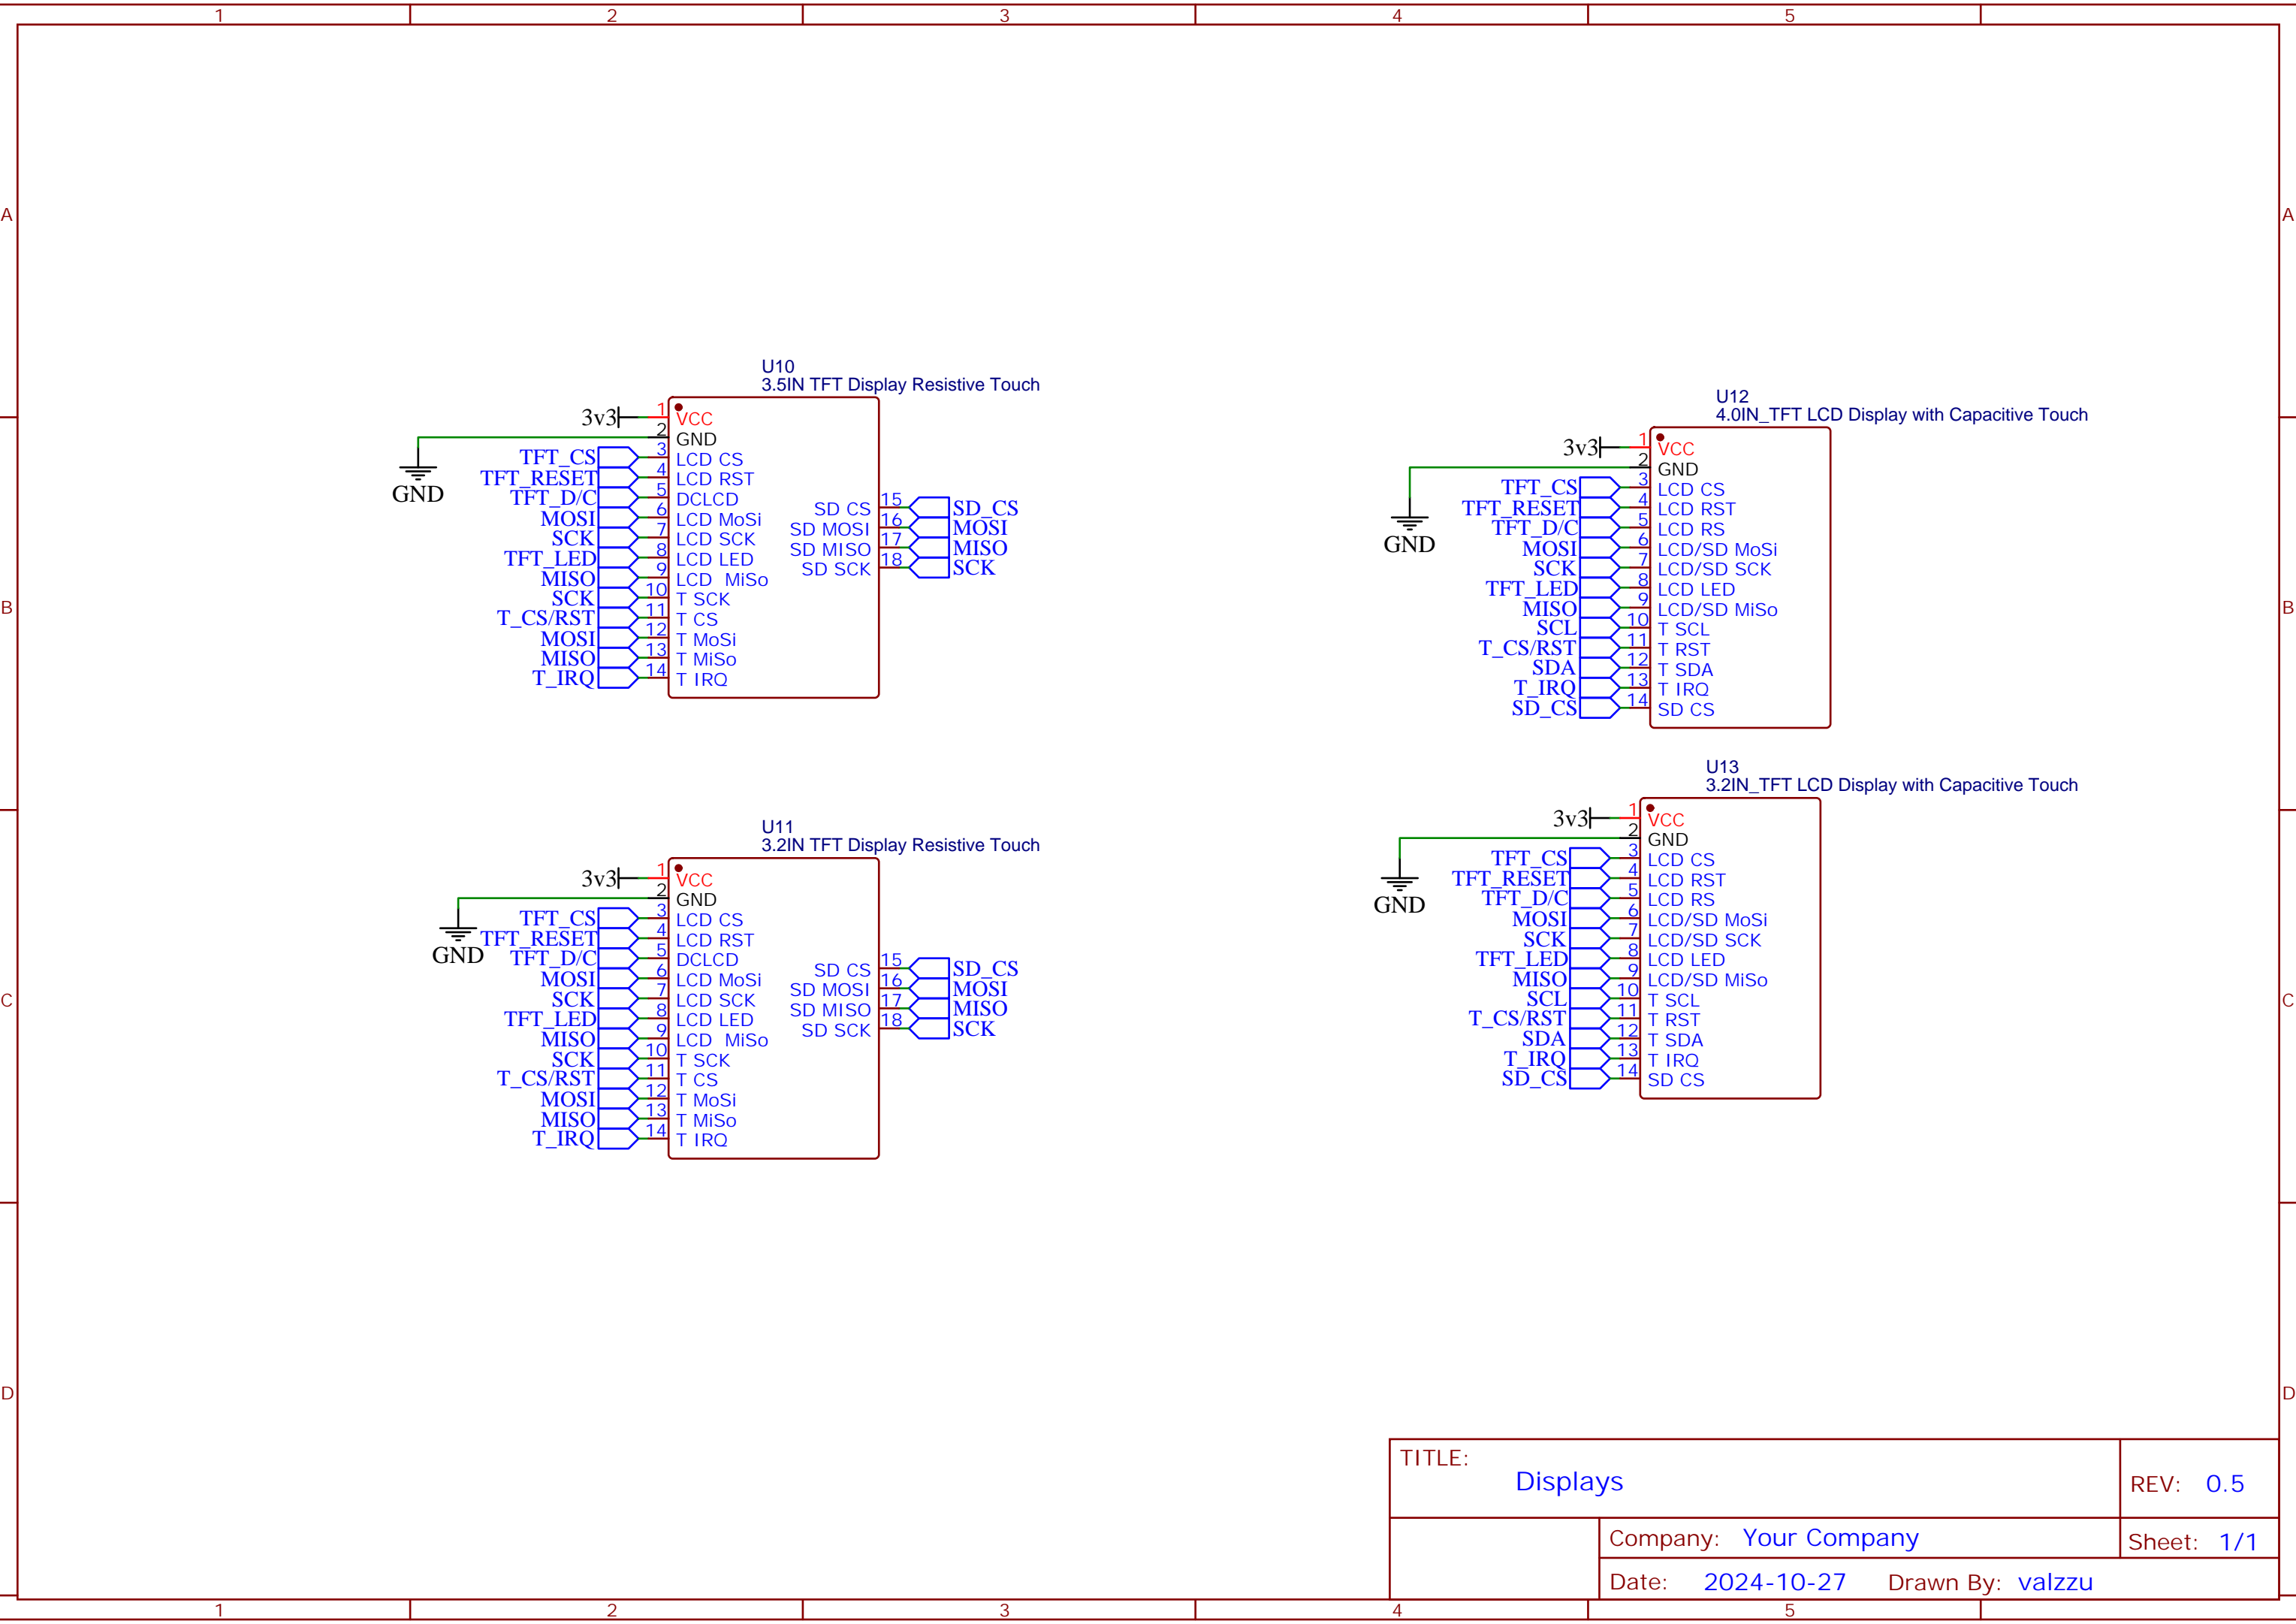 1 2 3 4 5
A A
B B
C C
D D
U10
3.5IN TFT Display Resistive Touch
3v3 1 VCC
GND 2 GND
TFT_CS 3 LCD CS
TFT_RESET 4 LCD RST
TFT_D/C 5 DCLCD
MOSI 6 LCD MoSi
SCK 7 LCD SCK
TFT_LED 8 LCD LED
MISO 9 LCD  MiSo
SCK 10 T SCK
T_CS/RST 11 T CS
MOSI 12 T MoSi
MISO 13 T MiSo
T_IRQ 14 T IRQ
SD CS 15 SD_CS
SD MOSI 16 MOSI
SD MISO 17 MISO
SD SCK 18 SCK
U12
4.0IN_TFT LCD Display with Capacitive Touch
3v3 1 VCC
GND 2 GND
TFT_CS 3 LCD CS
TFT_RESET 4 LCD RST
TFT_D/C 5 LCD RS
MOSI 6 LCD/SD MoSi
SCK 7 LCD/SD SCK
TFT_LED 8 LCD LED
MISO 9 LCD/SD MiSo
SCL 10 T SCL
T_CS/RST 11 T RST
SDA 12 T SDA
T_IRQ 13 T IRQ
SD_CS 14 SD CS
U11
3.2IN TFT Display Resistive Touch
3v3 1 VCC
GND 2 GND
TFT_CS 3 LCD CS
TFT_RESET 4 LCD RST
TFT_D/C 5 DCLCD
MOSI 6 LCD MoSi
SCK 7 LCD SCK
TFT_LED 8 LCD LED
MISO 9 LCD  MiSo
SCK 10 T SCK
T_CS/RST 11 T CS
MOSI 12 T MoSi
MISO 13 T MiSo
T_IRQ 14 T IRQ
SD CS 15 SD_CS
SD MOSI 16 MOSI
SD MISO 17 MISO
SD SCK 18 SCK
U13
3.2IN_TFT LCD Display with Capacitive Touch
3v3 1 VCC
GND 2 GND
TFT_CS 3 LCD CS
TFT_RESET 4 LCD RST
TFT_D/C 5 LCD RS
MOSI 6 LCD/SD MoSi
SCK 7 LCD/SD SCK
TFT_LED 8 LCD LED
MISO 9 LCD/SD MiSo
SCL 10 T SCL
T_CS/RST 11 T RST
SDA 12 T SDA
T_IRQ 13 T IRQ
SD_CS 14 SD CS
TITLE:
Displays
REV: 0.5
Company: Your Company
Sheet: 1/1
Date: 2024-10-27 Drawn By: valzzu
1 2 3 4 5